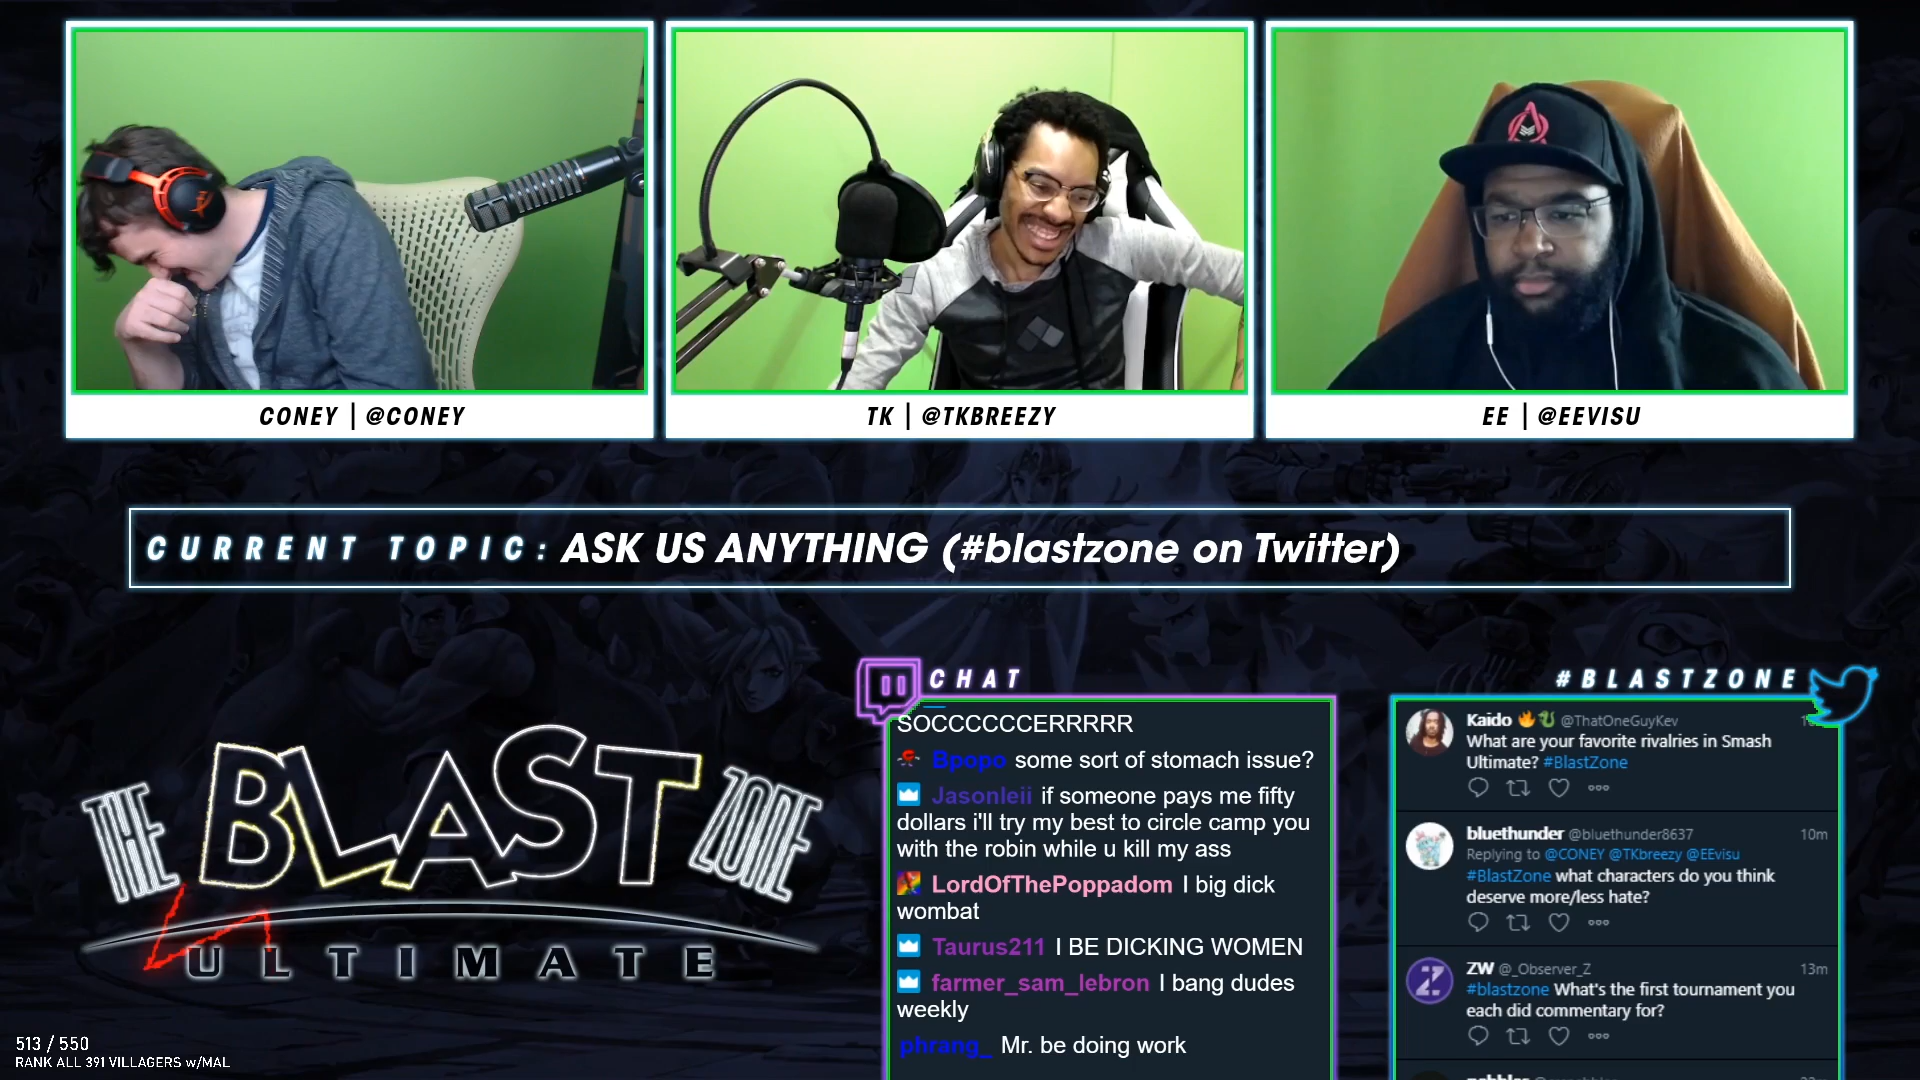 CONEY | @CONEY
TK | @TKBREEZY
EE | @EEVISU
CURRENT TOPIC: ASK US ANYTHING (#blastzone on Twitter)
THE BLAST ZONE
ULTIMATE
513 / 550
RANK ALL 391 VILLAGERS w/MAL
CHAT
SOCCCCCCERRRRR
Bpopo some sort of stomach issue?
Jasonleii if someone pays me fifty
dollars i'll try my best to circle camp you
with the robin while u kill my ass
LordOfThePoppadom I big dick
wombat
Taurus211 I BE DICKING WOMEN
farmer_sam_lebron I bang dudes
weekly
phrang_ Mr. be doing work
#BLASTZONE
Kaido @ThatOneGuyKev
What are your favorite rivalries in Smash
Ultimate? #BlastZone
bluethunder @bluethunder8637 10m
Replying to @CONEY @TKbreezy @EEvisu
#BlastZone what characters do you think
deserve more/less hate?
ZW @_Observer_Z 13m
#blastzone What's the first tournament you
each did commentary for?